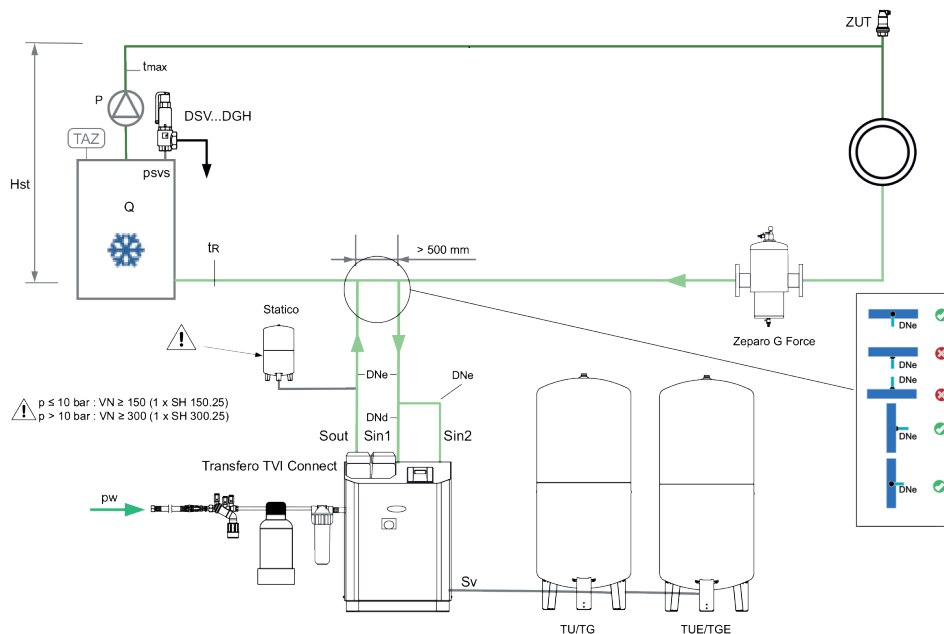 ZUT
tmax
P
DSV...DGH
TAZ
psvs
Hst
Q
> 500 mm
tR
Statico
Zeparo G Force
DNe
DNe
DNe
DNe
DNe
DNe
DNe
p ≤ 10 bar : VN ≥ 150 (1 x SH 150.25)
p > 10 bar : VN ≥ 300 (1 x SH 300.25)
DNd
Sout
Sin1
Sin2
Transfero TVI Connect
pw
Sv
TU/TG
TUE/TGE